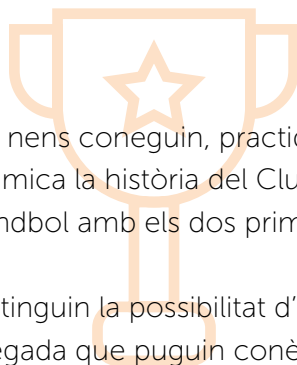 nens coneguin, practic
mica la història del Clu
ndbol amb els dos prim
tinguin la possibilitat d'
egada que puguin conè